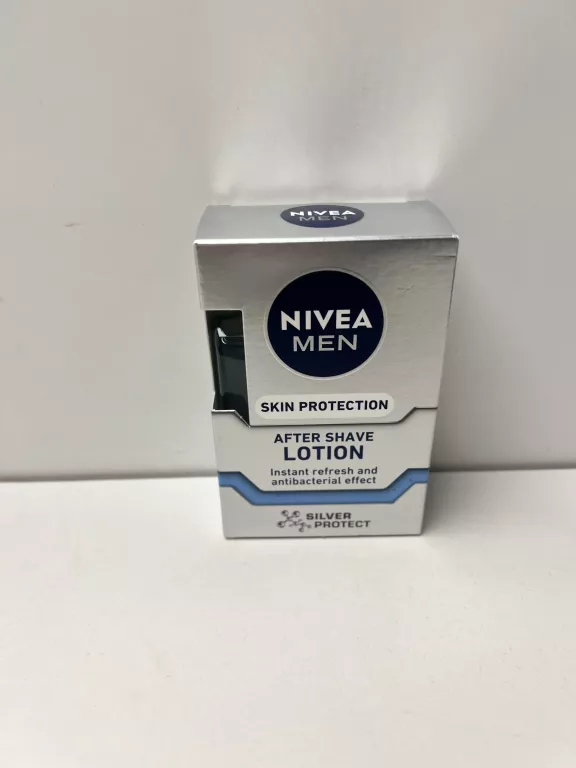 NIVEA
MEN
NIVEA
MEN
SKIN PROTECTION
AFTER SHAVE
LOTION
Instant refresh and
antibacterial effect
SILVER
PROTECT